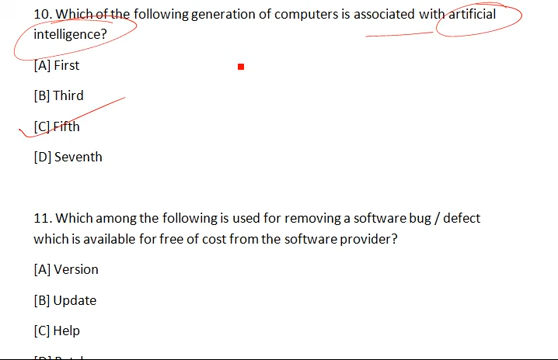 10. Which of the following generation of computers is associated with artificial
intelligence?
[A] First
[B] Third
[C] Fifth
[D] Seventh
11. Which among the following is used for removing a software bug / defect
which is available for free of cost from the software provider?
[A] Version
[B] Update
[C] Help